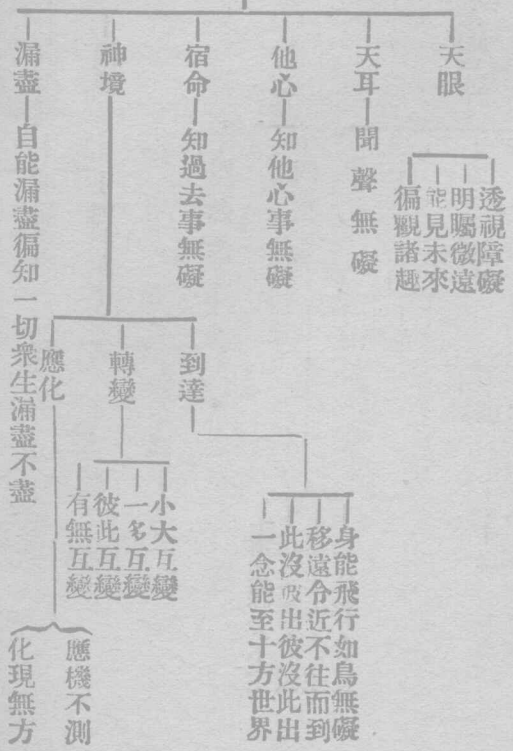 天眼
透視障礙
明矚微遠
能見未來
徧觀諸趣
天耳
聞聲無礙
他心
知他心事無礙
宿命
知過去事無礙
神境
到達
身能飛行如鳥無礙
移遠令近不往而到
此沒彼出彼沒此出
一念能至十方世界
轉變
小大互變
一多互變
彼此互變
有無互變
應化
應機不測
化現無方
漏盡
自能漏盡徧知一切衆生漏盡不盡